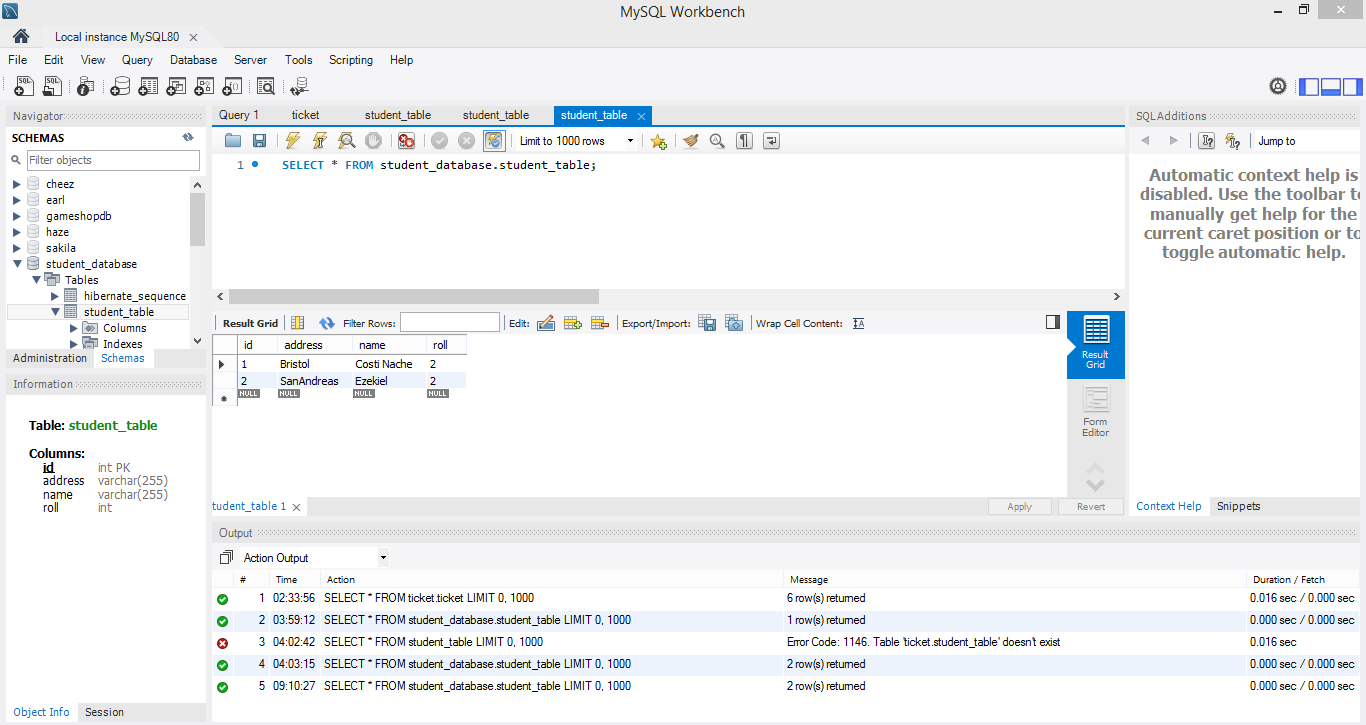 MySQL Workbench
Local instance MySQL80
File Edit View Query Database Server Tools Scripting Help
Navigator
SCHEMAS
Filter objects
cheez
earl
gameshopdb
haze
sakila
student_database
Tables
hibernate_sequence
student_table
Columns
Indexes
Administration Schemas
Information
Table: student_table
Columns:
id int PK
address varchar(255)
name varchar(255)
roll int
Object Info Session
Query 1 ticket student_table student_table student_table
Limit to 1000 rows
1 SELECT * FROM student_database.student_table;
Result Grid Filter Rows: Edit: Export/Import: Wrap Cell Content:
id address name roll
1 Bristol Costi Nache 2
2 SanAndreas Ezekiel 2
NULL NULL NULL NULL
Result
Grid
Form
Editor
tudent_table 1
Apply Revert
SQLAdditions
Jump to
Automatic context help is
disabled. Use the toolbar to
manually get help for the
current caret position or to
toggle automatic help.
Context Help Snippets
Output
Action Output
# Time Action Message Duration / Fetch
1 02:33:56 SELECT * FROM ticket.ticket LIMIT 0, 1000 6 row(s) returned 0.016 sec / 0.000 sec
2 03:59:12 SELECT * FROM student_database.student_table LIMIT 0, 1000 1 row(s) returned 0.000 sec / 0.000 sec
3 04:02:42 SELECT * FROM student_table LIMIT 0, 1000 Error Code: 1146. Table 'ticket.student_table' doesn't exist 0.016 sec
4 04:03:15 SELECT * FROM student_database.student_table LIMIT 0, 1000 2 row(s) returned 0.000 sec / 0.000 sec
5 09:10:27 SELECT * FROM student_database.student_table LIMIT 0, 1000 2 row(s) returned 0.000 sec / 0.000 sec